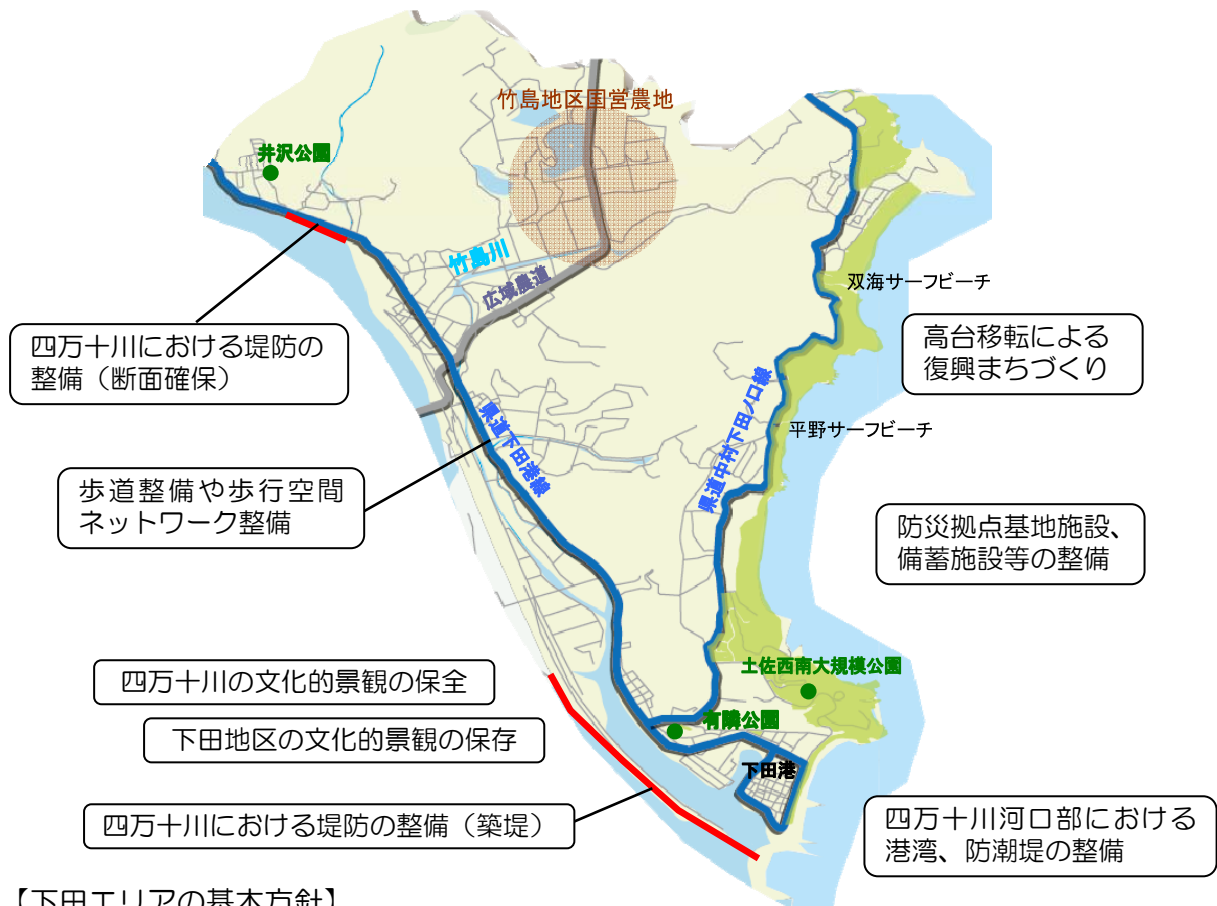 竹島地区国営農地
井沢公園
竹島川
広域農道
双海サーフビーチ
四万十川における堤防の
整備（断面確保）
高台移転による
復興まちづくり
県道下田港線
県道中村下田ノ口線
平野サーフビーチ
歩道整備や歩行空間
ネットワーク整備
防災拠点基地施設、
備蓄施設等の整備
土佐西南大規模公園
四万十川の文化的景観の保全
有隣公園
下田地区の文化的景観の保存
下田港
四万十川における堤防の整備（築堤）
四万十川河口部における
港湾、防潮堤の整備
【下田エリアの基本方針】